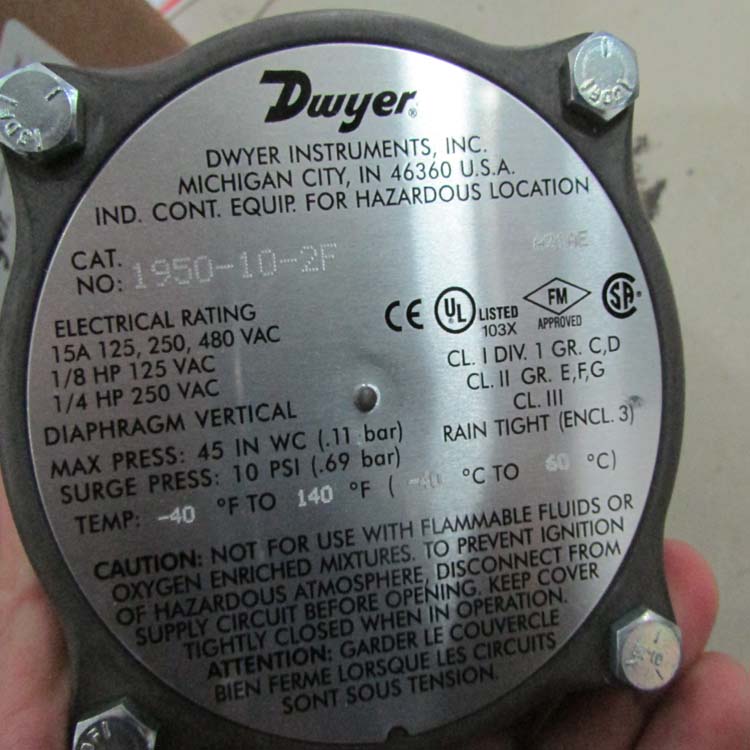 Dwyer®
DWYER INSTRUMENTS, INC.
MICHIGAN CITY, IN 46360 U.S.A.
IND. CONT. EQUIP. FOR HAZARDOUS LOCATION
CAT.
NO: 1950-10-2F
ELECTRICAL RATING
15A 125, 250, 480 VAC
1/8 HP 125 VAC
1/4 HP 250 VAC
CE UL LISTED 103X FM APPROVED SA
CL. I DIV. 1 GR. C,D
CL. II GR. E,F,G
CL. III
RAIN TIGHT (ENCL. 3)
DIAPHRAGM VERTICAL
MAX PRESS: 45 IN WC (.11 bar)
SURGE PRESS: 10 PSI (.69 bar)
TEMP: -40 °F TO 140 °F ( -40 °C TO 60 °C)
CAUTION: NOT FOR USE WITH FLAMMABLE FLUIDS OR
OXYGEN ENRICHED MIXTURES. TO PREVENT IGNITION
OF HAZARDOUS ATMOSPHERE, DISCONNECT FROM
SUPPLY CIRCUIT BEFORE OPENING. KEEP COVER
TIGHTLY CLOSED WHEN IN OPERATION.
ATTENTION: GARDER LE COUVERCLE
BIEN FERME LORSQUE LES CIRCUITS
SONT SOUS TENSION.